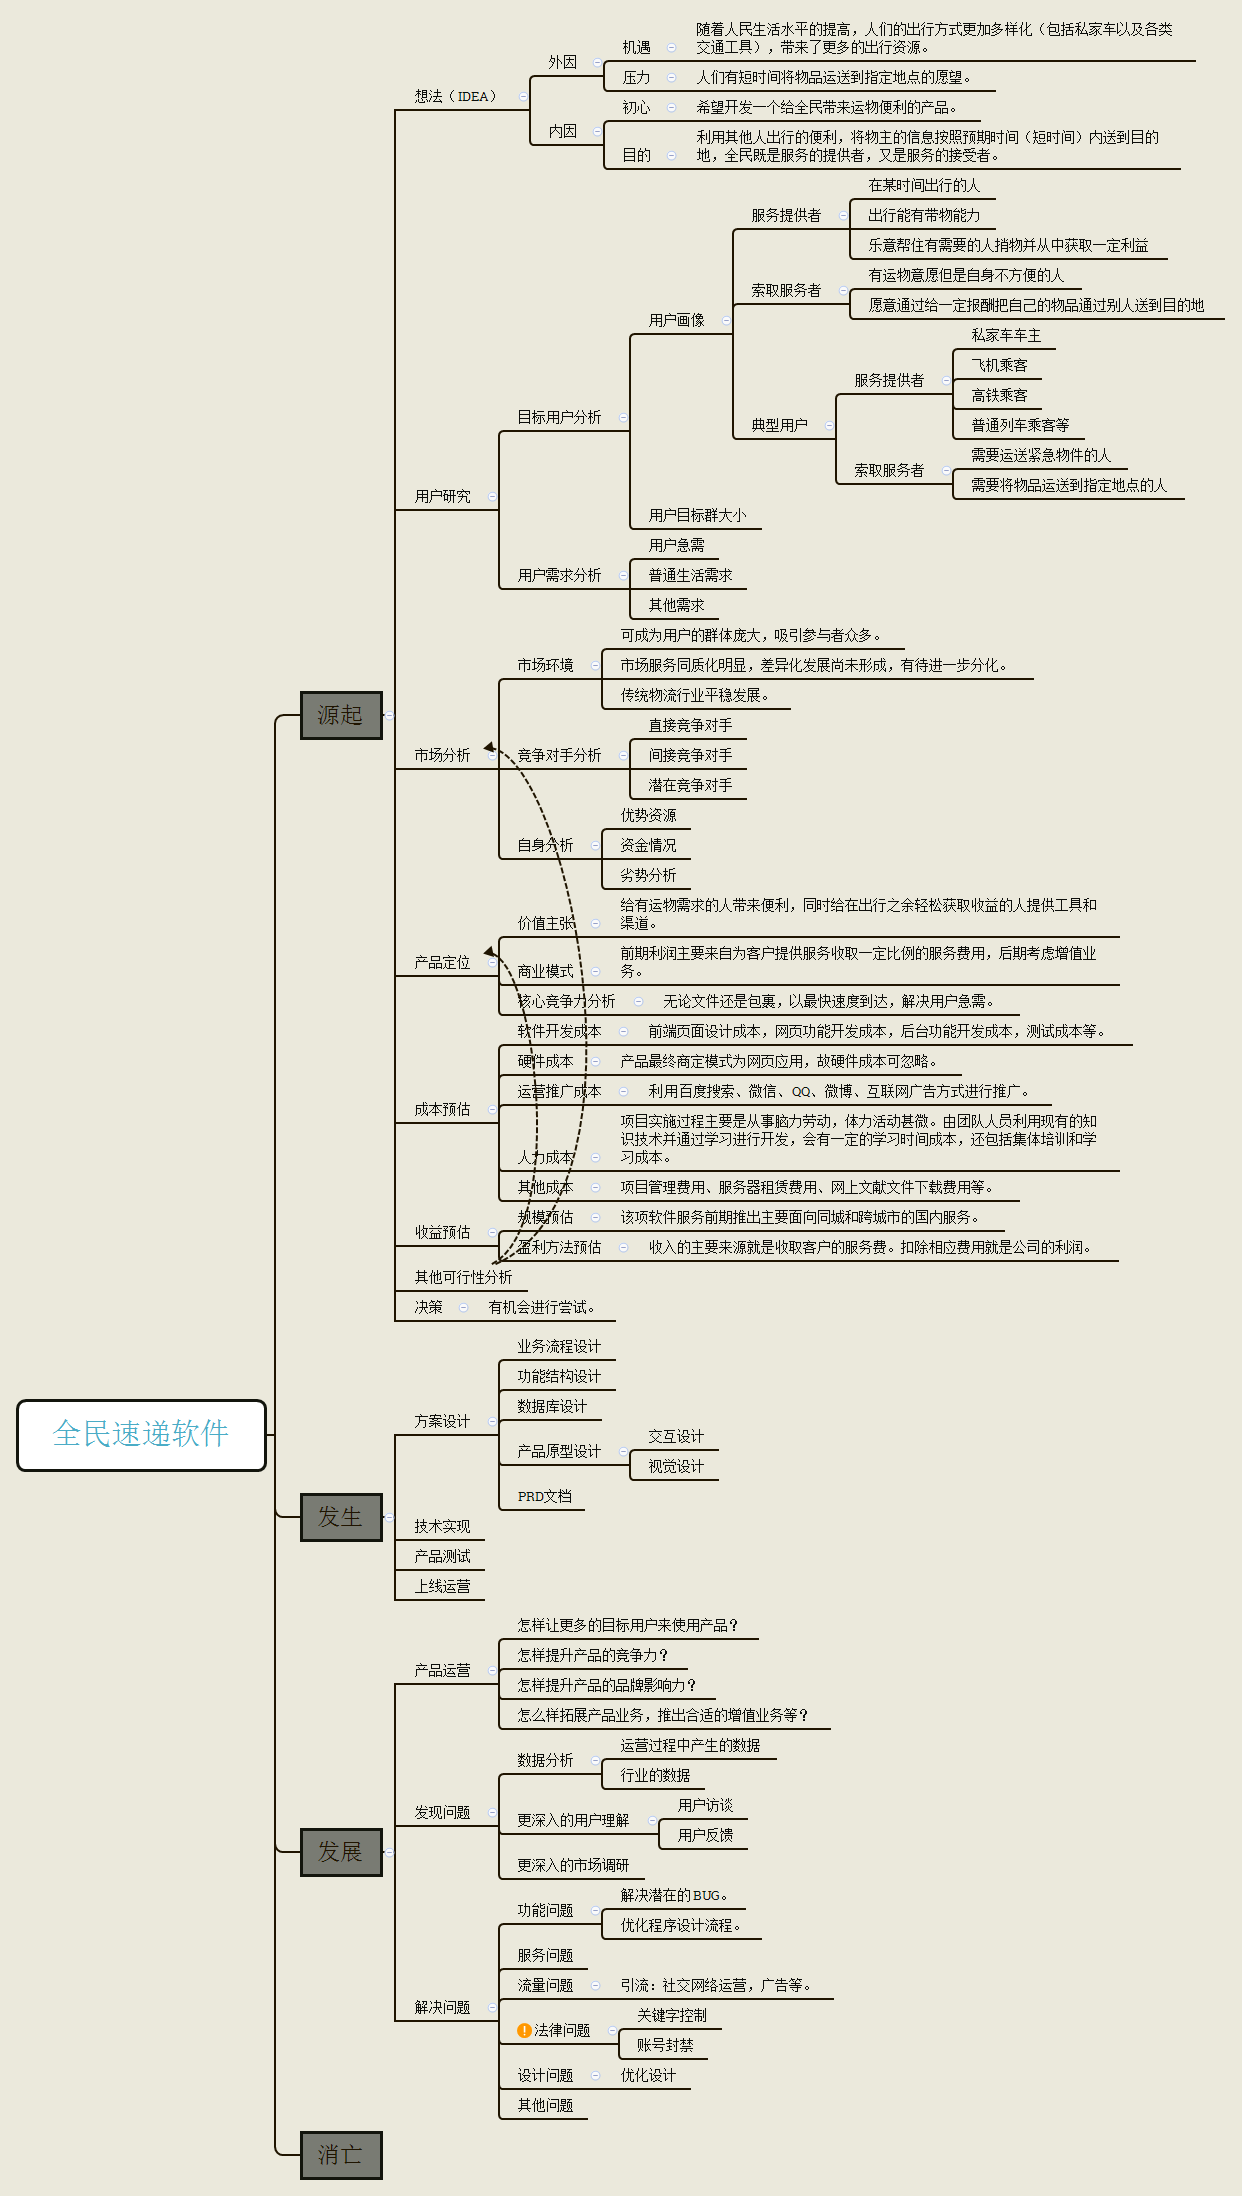 全民速递软件
源起
想法（IDEA）
外因
机遇
随着人民生活水平的提高，人们的出行方式更加多样化（包括私家车以及各类
交通工具），带来了更多的出行资源。
压力
人们有短时间将物品运送到指定地点的愿望。
内因
初心
希望开发一个给全民带来运物便利的产品。
目的
利用其他人出行的便利，将物主的信息按照预期时间（短时间）内送到目的
地，全民既是服务的提供者，又是服务的接受者。
用户研究
目标用户分析
用户画像
服务提供者
在某时间出行的人
出行能有带物能力
乐意帮住有需要的人捎物并从中获取一定利益
索取服务者
有运物意愿但是自身不方便的人
愿意通过给一定报酬把自己的物品通过别人送到目的地
典型用户
服务提供者
私家车车主
飞机乘客
高铁乘客
普通列车乘客等
索取服务者
需要运送紧急物件的人
需要将物品运送到指定地点的人
用户目标群大小
用户需求分析
用户急需
普通生活需求
其他需求
市场分析
市场环境
可成为用户的群体庞大，吸引参与者众多。
市场服务同质化明显，差异化发展尚未形成，有待进一步分化。
传统物流行业平稳发展。
竞争对手分析
直接竞争对手
间接竞争对手
潜在竞争对手
自身分析
优势资源
资金情况
劣势分析
产品定位
价值主张
给有运物需求的人带来便利，同时给在出行之余轻松获取收益的人提供工具和
渠道。
商业模式
前期利润主要来自为客户提供服务收取一定比例的服务费用，后期考虑增值业
务。
核心竞争力分析
无论文件还是包裹，以最快速度到达，解决用户急需。
成本预估
软件开发成本
前端页面设计成本，网页功能开发成本，后台功能开发成本，测试成本等。
硬件成本
产品最终商定模式为网页应用，故硬件成本可忽略。
运营推广成本
利用百度搜索、微信、QQ、微博、互联网广告方式进行推广。
人力成本
项目实施过程主要是从事脑力劳动，体力活动甚微。由团队人员利用现有的知
识技术并通过学习进行开发，会有一定的学习时间成本，还包括集体培训和学
习成本。
其他成本
项目管理费用、服务器租赁费用、网上文献文件下载费用等。
收益预估
规模预估
该项软件服务前期推出主要面向同城和跨城市的国内服务。
盈利方法预估
收入的主要来源就是收取客户的服务费。扣除相应费用就是公司的利润。
其他可行性分析
决策
有机会进行尝试。
发生
方案设计
业务流程设计
功能结构设计
数据库设计
产品原型设计
交互设计
视觉设计
PRD文档
技术实现
产品测试
上线运营
发展
产品运营
怎样让更多的目标用户来使用产品？
怎样提升产品的竞争力？
怎样提升产品的品牌影响力？
怎么样拓展产品业务，推出合适的增值业务等？
发现问题
数据分析
运营过程中产生的数据
行业的数据
更深入的用户理解
用户访谈
用户反馈
更深入的市场调研
解决问题
功能问题
解决潜在的BUG。
优化程序设计流程。
服务问题
流量问题
引流：社交网络运营，广告等。
法律问题
关键字控制
账号封禁
设计问题
优化设计
其他问题
消亡